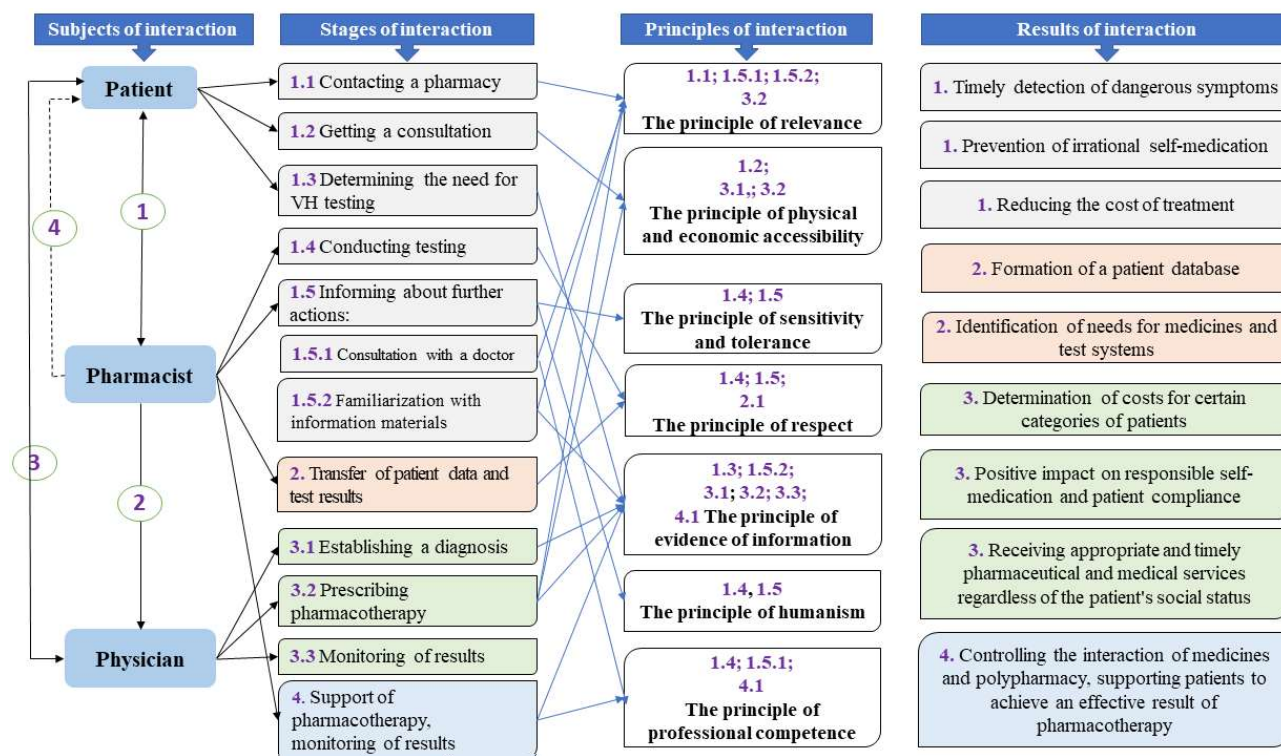 Subjects of interaction
Stages of interaction
Principles of interaction
Results of interaction
Patient
Pharmacist
Physician
1
2
3
4
1.1 Contacting a pharmacy
1.2 Getting a consultation
1.3 Determining the need for
VH testing
1.4 Conducting testing
1.5 Informing about further
actions:
1.5.1 Consultation with a doctor
1.5.2 Familiarization with
information materials
2. Transfer of patient data and
test results
3.1 Establishing a diagnosis
3.2 Prescribing
pharmacotherapy
3.3 Monitoring of results
4. Support of
pharmacotherapy,
monitoring of results
1.1; 1.5.1; 1.5.2;
3.2
The principle of relevance
1.2;
3.1,; 3.2
The principle of physical
and economic accessibility
1.4; 1.5
The principle of sensitivity
and tolerance
1.4; 1.5;
2.1
The principle of respect
1.3; 1.5.2;
3.1; 3.2; 3.3;
4.1 The principle of
evidence of information
1.4, 1.5
The principle of humanism
1.4; 1.5.1;
4.1
The principle of
professional competence
1. Timely detection of dangerous symptoms
1. Prevention of irrational self-medication
1. Reducing the cost of treatment
2. Formation of a patient database
2. Identification of needs for medicines and
test systems
3. Determination of costs for certain
categories of patients
3. Positive impact on responsible self-
medication and patient compliance
3. Receiving appropriate and timely
pharmaceutical and medical services
regardless of the patient's social status
4. Controlling the interaction of medicines
and polypharmacy, supporting patients to
achieve an effective result of
pharmacotherapy